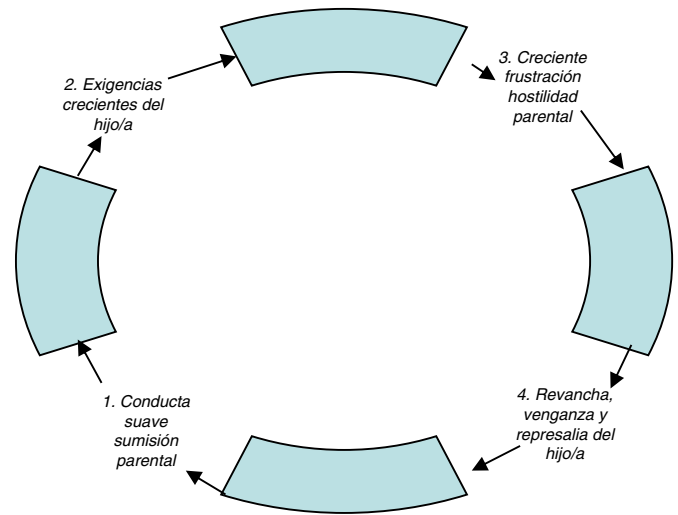 3. Creciente
frustración
hostilidad
parental
2. Exigencias
crecientes del
hijo/a
1. Conducta
suave
sumisión
parental
4. Revancha,
venganza y
represalia del
hijo/a